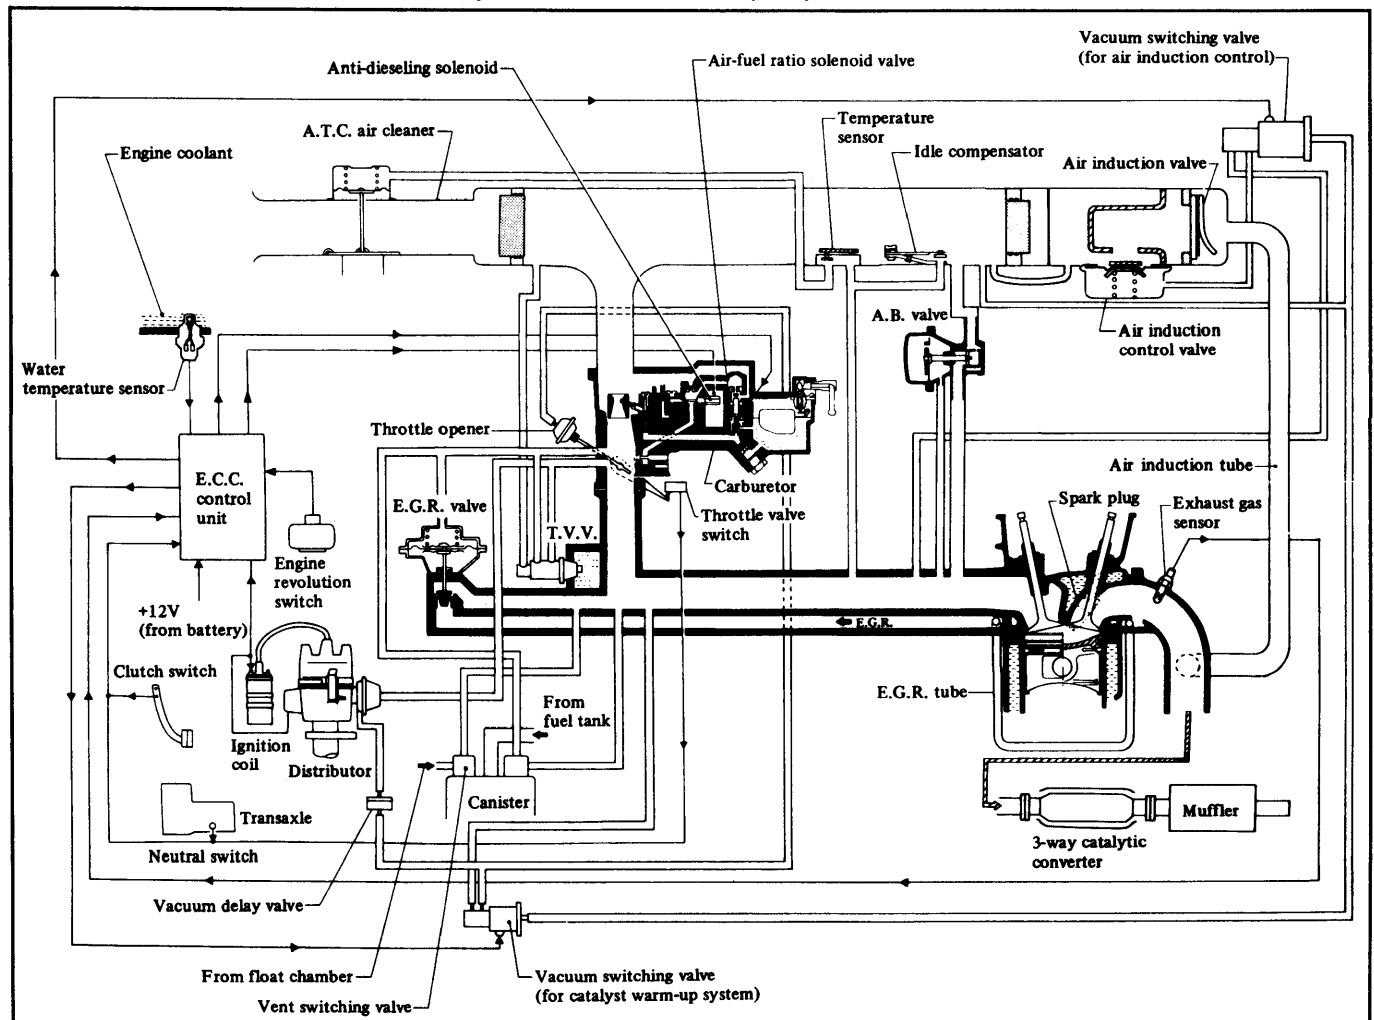 Vacuum switching valve
(for air induction control)
Anti-dieseling solenoid
Air-fuel ratio solenoid valve
A.T.C. air cleaner
Temperature
sensor
Engine coolant
Idle compensator
Air induction valve
A.B. valve
Air induction
control valve
Water
temperature sensor
Throttle opener
E.C.C.
control
unit
Carburetor
Air induction tube
E.G.R. valve
Throttle valve
switch
Spark plug
Exhaust gas
sensor
T.V.V.
Engine
revolution
switch
+12V
(from battery)
E.G.R.
Clutch switch
E.G.R. tube
From
fuel tank
Ignition
coil
Distributor
Canister
Transaxle
Muffler
Neutral switch
3-way catalytic
converter
Vacuum delay valve
From float chamber
Vent switching valve
Vacuum switching valve
(for catalyst warm-up system)